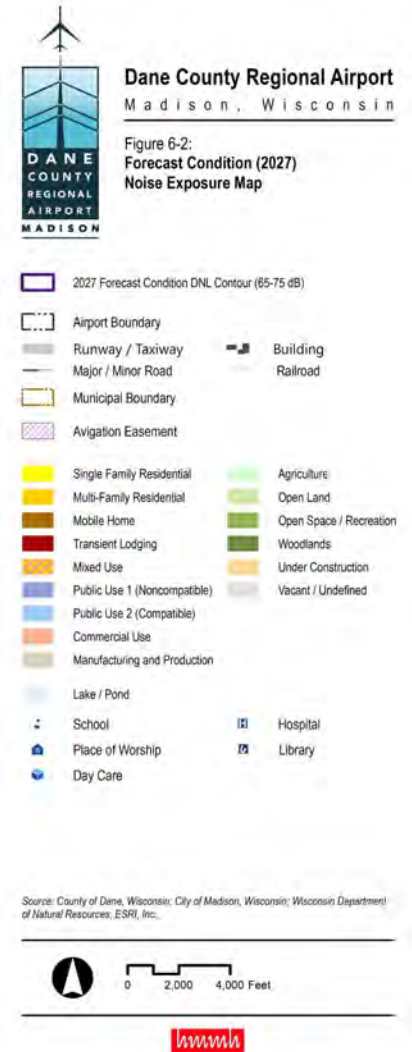 DANE
COUNTY
REGIONAL
AIRPORT
MADISON
Dane County Regional Airport
Madison, Wisconsin
Figure 6-2:
Forecast Condition (2027)
Noise Exposure Map
2027 Forecast Condition DNL Contour (65-75 dB)
Airport Boundary
Runway / Taxiway
Building
Major / Minor Road
Railroad
Municipal Boundary
Avigation Easement
Single Family Residential
Agriculture
Multi-Family Residential
Open Land
Mobile Home
Open Space / Recreation
Transient Lodging
Woodlands
Mixed Use
Under Construction
Public Use 1 (Noncompatible)
Vacant / Undefined
Public Use 2 (Compatible)
Commercial Use
Manufacturing and Production
Lake / Pond
School
Hospital
Place of Worship
Library
Day Care
Source: County of Dane, Wisconsin; City of Madison, Wisconsin; Wisconsin Department
of Natural Resources, ESRI, Inc.
0 2,000 4,000 Feet
hmmh